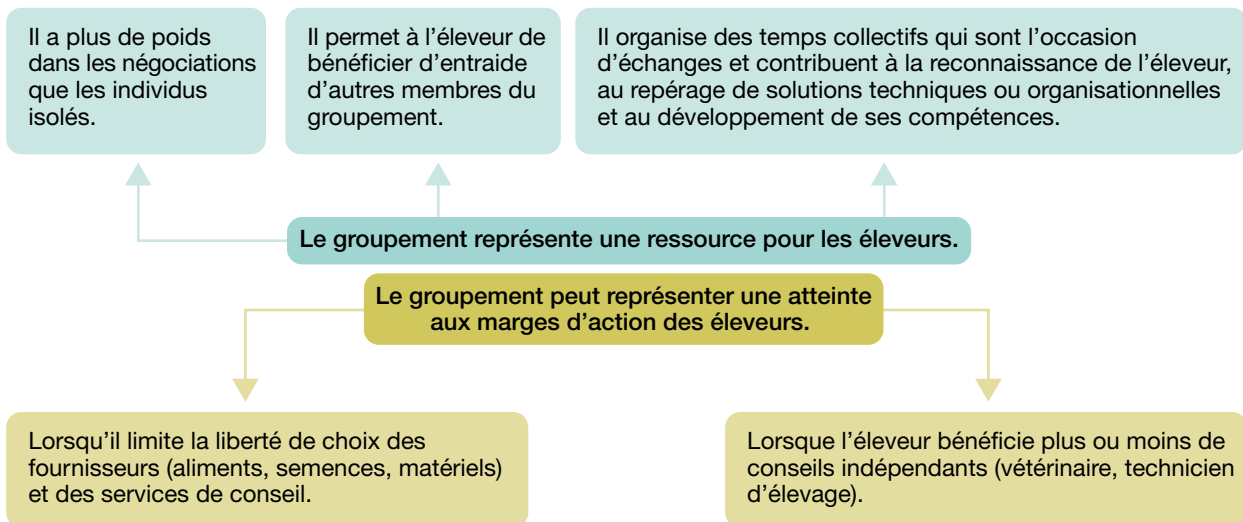 Il a plus de poids
dans les négociations
que les individus
isolés.
Il permet à l’éleveur de
bénéficier d’entraide
d’autres membres du
groupement.
Il organise des temps collectifs qui sont l’occasion
d’échanges et contribuent à la reconnaissance de l’éleveur,
au repérage de solutions techniques ou organisationnelles
et au développement de ses compétences.
Le groupement représente une ressource pour les éleveurs.
Le groupement peut représenter une atteinte
aux marges d’action des éleveurs.
Lorsqu’il limite la liberté de choix des
fournisseurs (aliments, semences, matériels)
et des services de conseil.
Lorsque l’éleveur bénéficie plus ou moins de
conseils indépendants (vétérinaire, technicien
d’élevage).